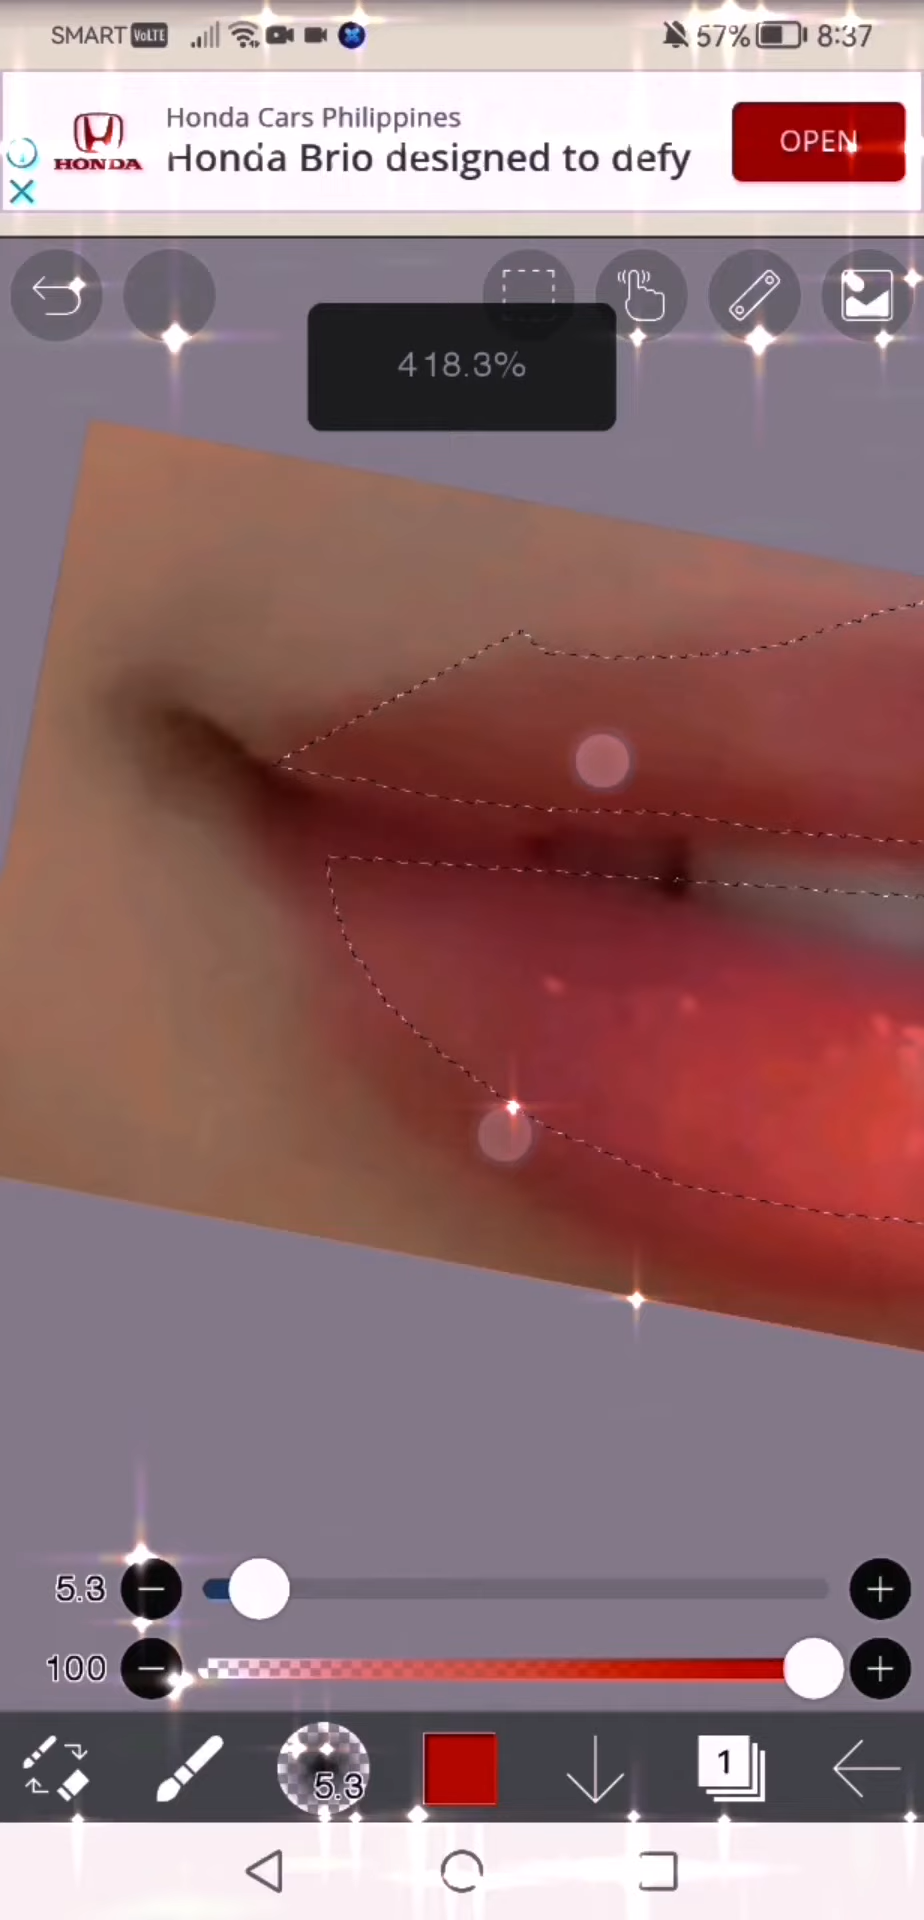 SMART VoLTE 57% 8:37
Honda Cars Philippines
HONDA Honda Brio designed to defy OPEN
418.3%
5.3
100
5.3 1